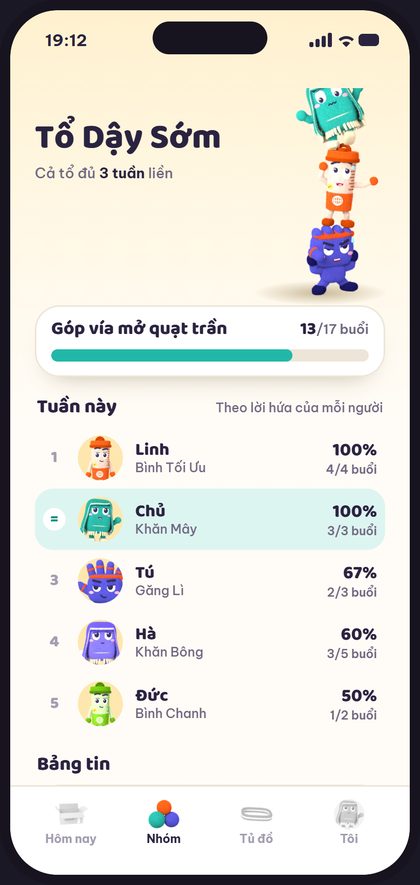 19:12
Tổ Dậy Sớm
Cả tổ đủ 3 tuần liền
Góp vía mở quạt trần 13/17 buổi
Tuần này Theo lời hứa của mỗi người
1 Linh 100%
Bình Tối Ưu 4/4 buổi
= Chủ 100%
Khăn Mây 3/3 buổi
3 Tú 67%
Găng Lì 2/3 buổi
4 Hà 60%
Khăn Bông 3/5 buổi
5 Đức 50%
Bình Chanh 1/2 buổi
Bảng tin
Hôm nay Nhóm Tủ đồ Tôi